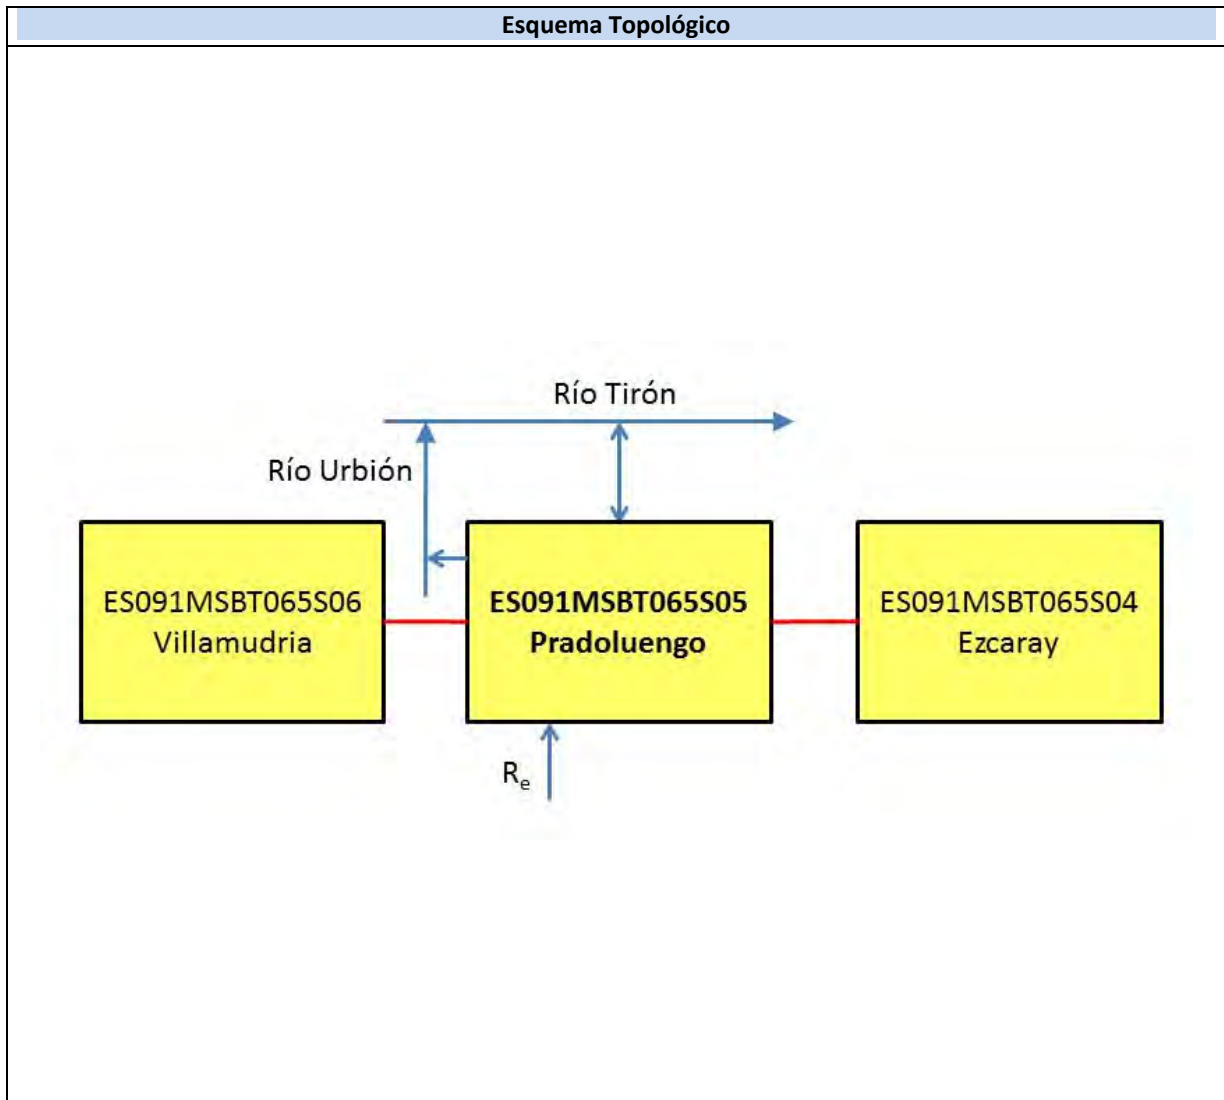 Esquema Topológico
Río Tirón
Río Urbión
ES091MSBT065S06
Villamudria
ES091MSBT065S05
Pradoluengo
ES091MSBT065S04
Ezcaray
Re